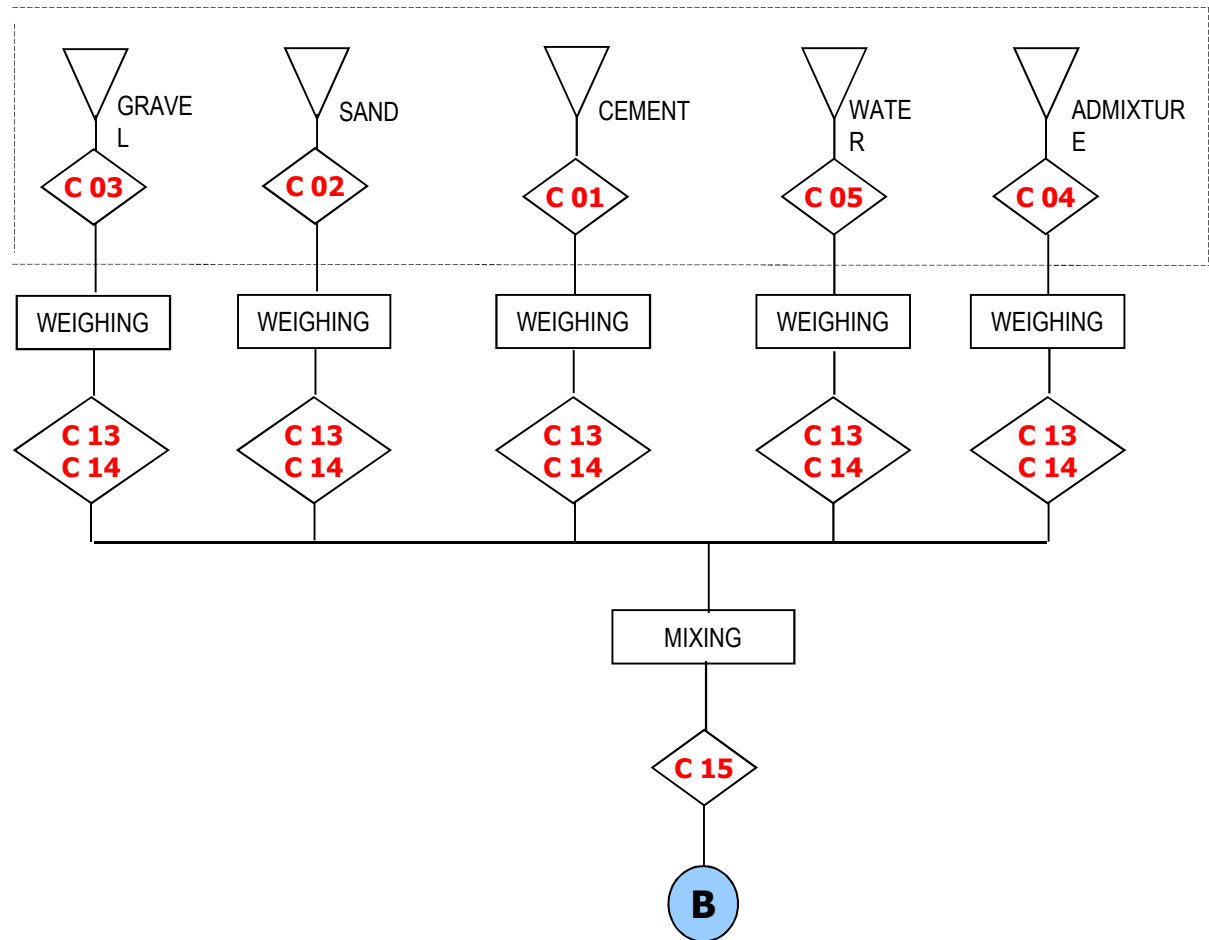 GRAVE
L
SAND
CEMENT
WATE
R
ADMIXTUR
E
C 03
C 02
C 01
C 05
C 04
WEIGHING
WEIGHING
WEIGHING
WEIGHING
WEIGHING
C 13
C 14
C 13
C 14
C 13
C 14
C 13
C 14
C 13
C 14
MIXING
C 15
B